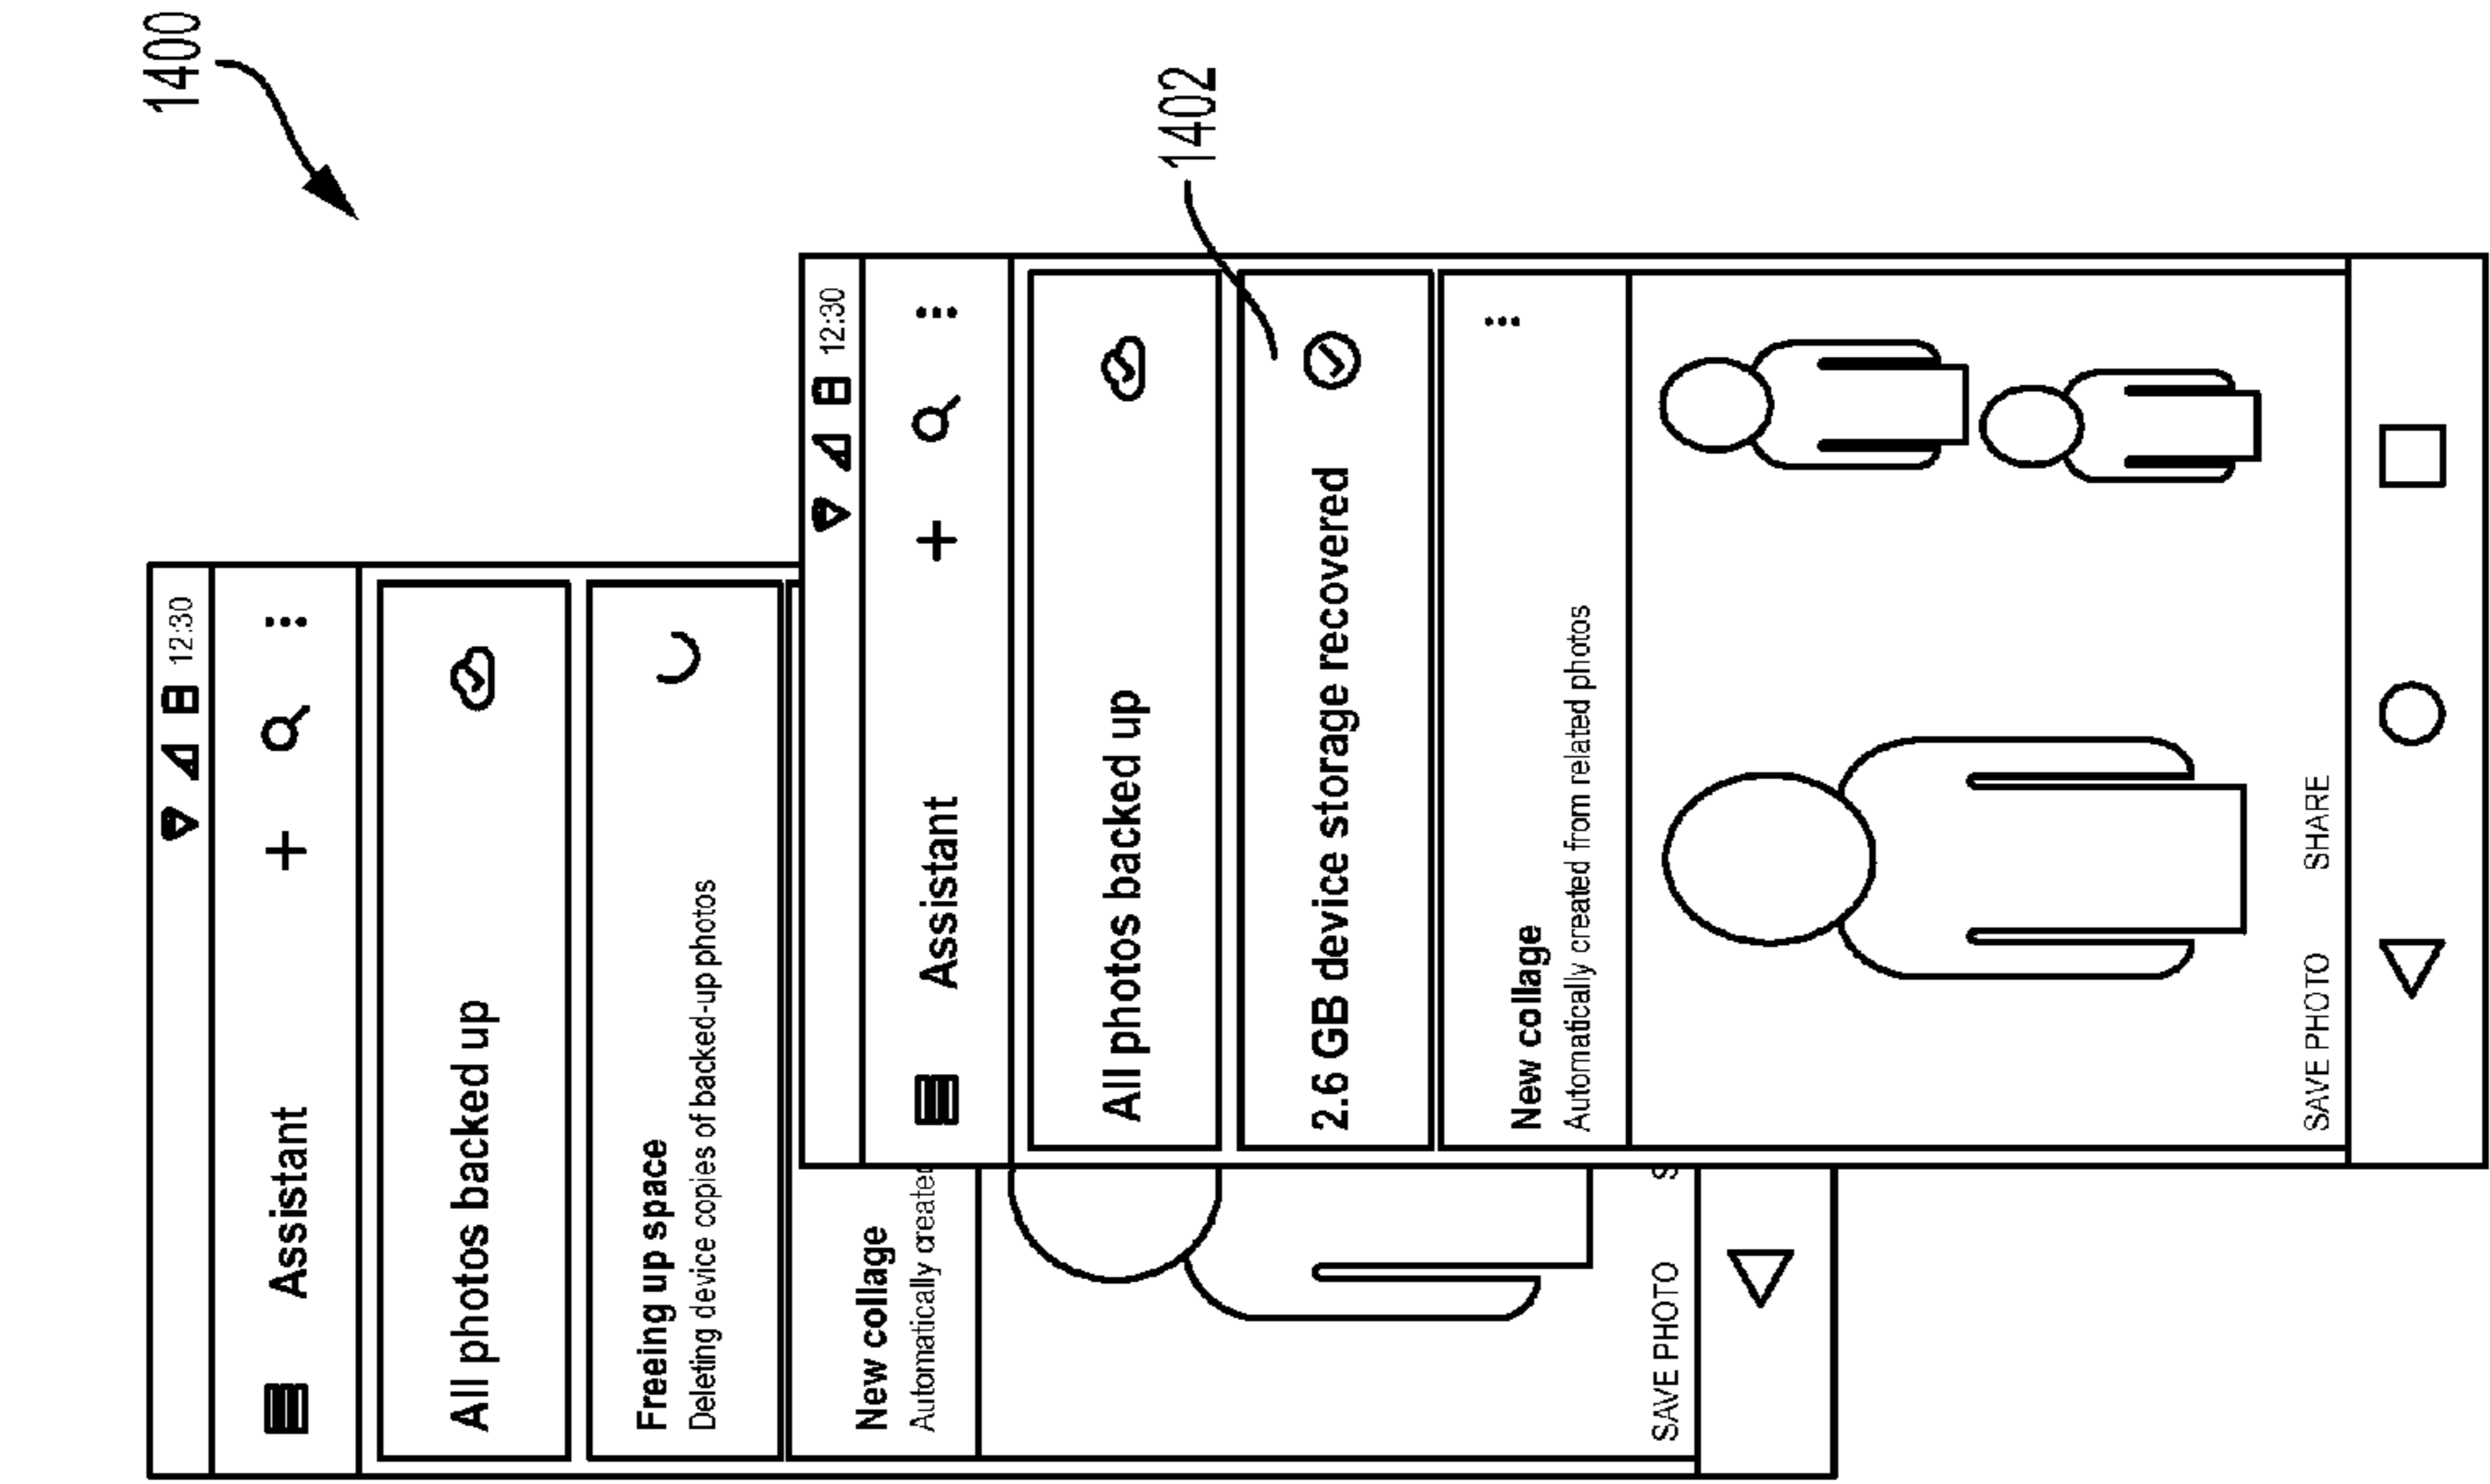 1400
12:30
Assistant
All photos backed up
Freeing up space
Deleting device copies of backed-up photos
New collage
Automatically created
SAVE PHOTO S
1402
12:30
Assistant
All photos backed up
2.6 GB device storage recovered
New collage
Automatically created from related photos
SAVE PHOTO SHARE